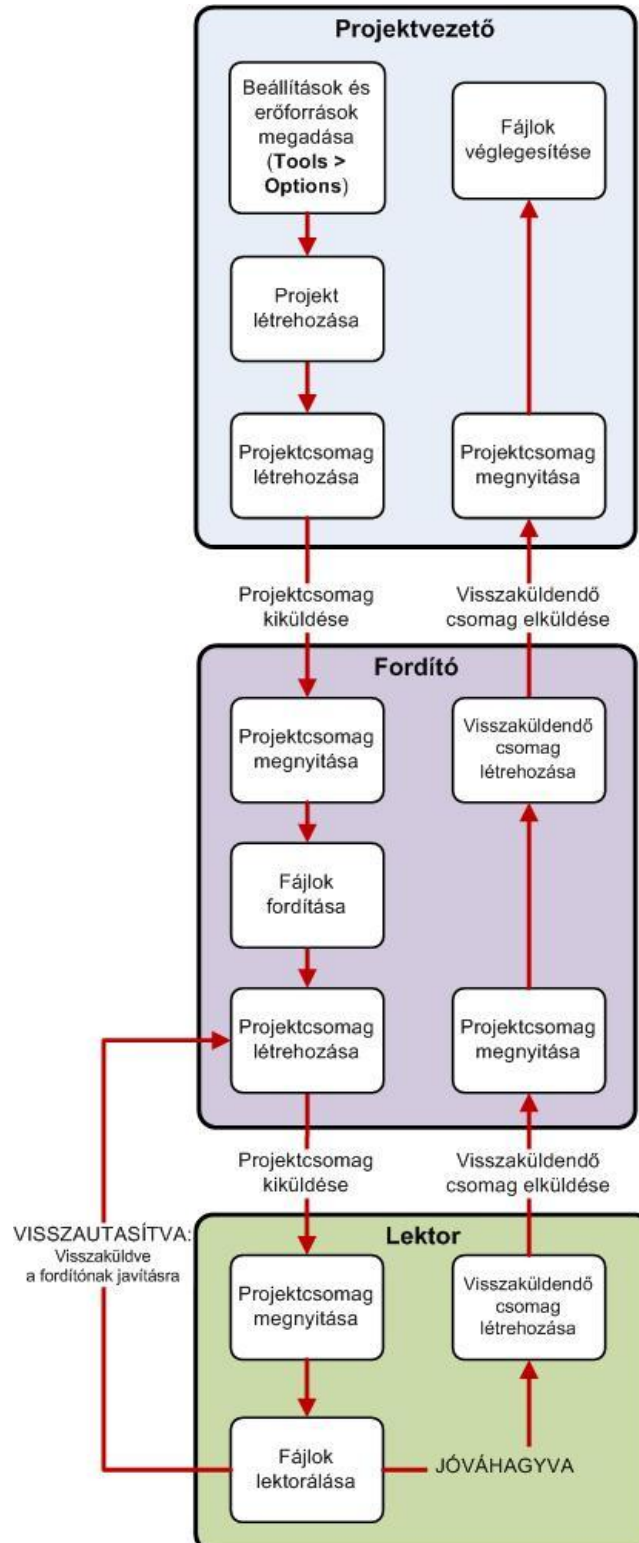 Projektvezető
Beállítások és
erőforrások
megadása
(Tools >
Options)
Projekt
létrehozása
Projektcsomag
létrehozása
Fájlok
véglegesítése
Projektcsomag
megnyitása
Projektcsomag
kiküldése
Visszaküldendő
csomag elküldése
Fordító
Projektcsomag
megnyitása
Fájlok
fordítása
Projektcsomag
létrehozása
Visszaküldendő
csomag
létrehozása
Projektcsomag
megnyitása
Projektcsomag
kiküldése
Visszaküldendő
csomag elküldése
VISSZAUTASÍTVA:
Visszaküldve
a fordítónak javításra
Lektor
Projektcsomag
megnyitása
Fájlok
lektorálása
JÓVÁHAGYVA
Visszaküldendő
csomag
létrehozása